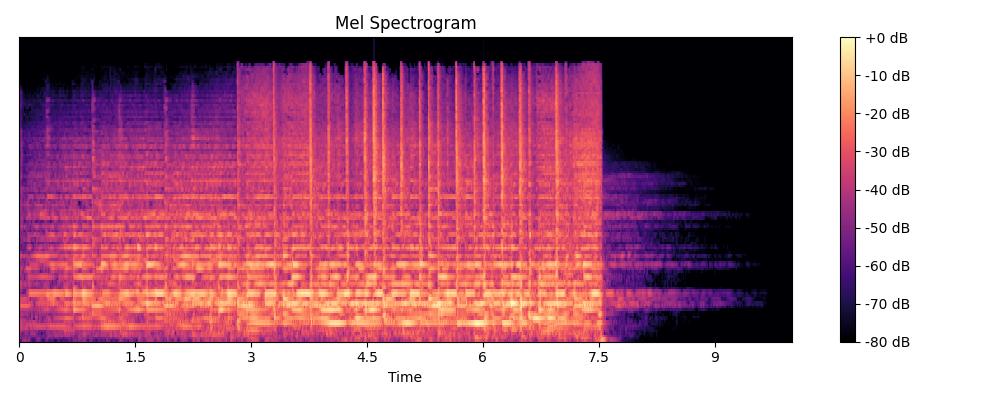 Mel Spectrogram
+0 dB
-10 dB
-20 dB
-30 dB
-40 dB
-50 dB
-60 dB
-70 dB
-80 dB
0 1.5 3 4.5 6 7.5 9
Time